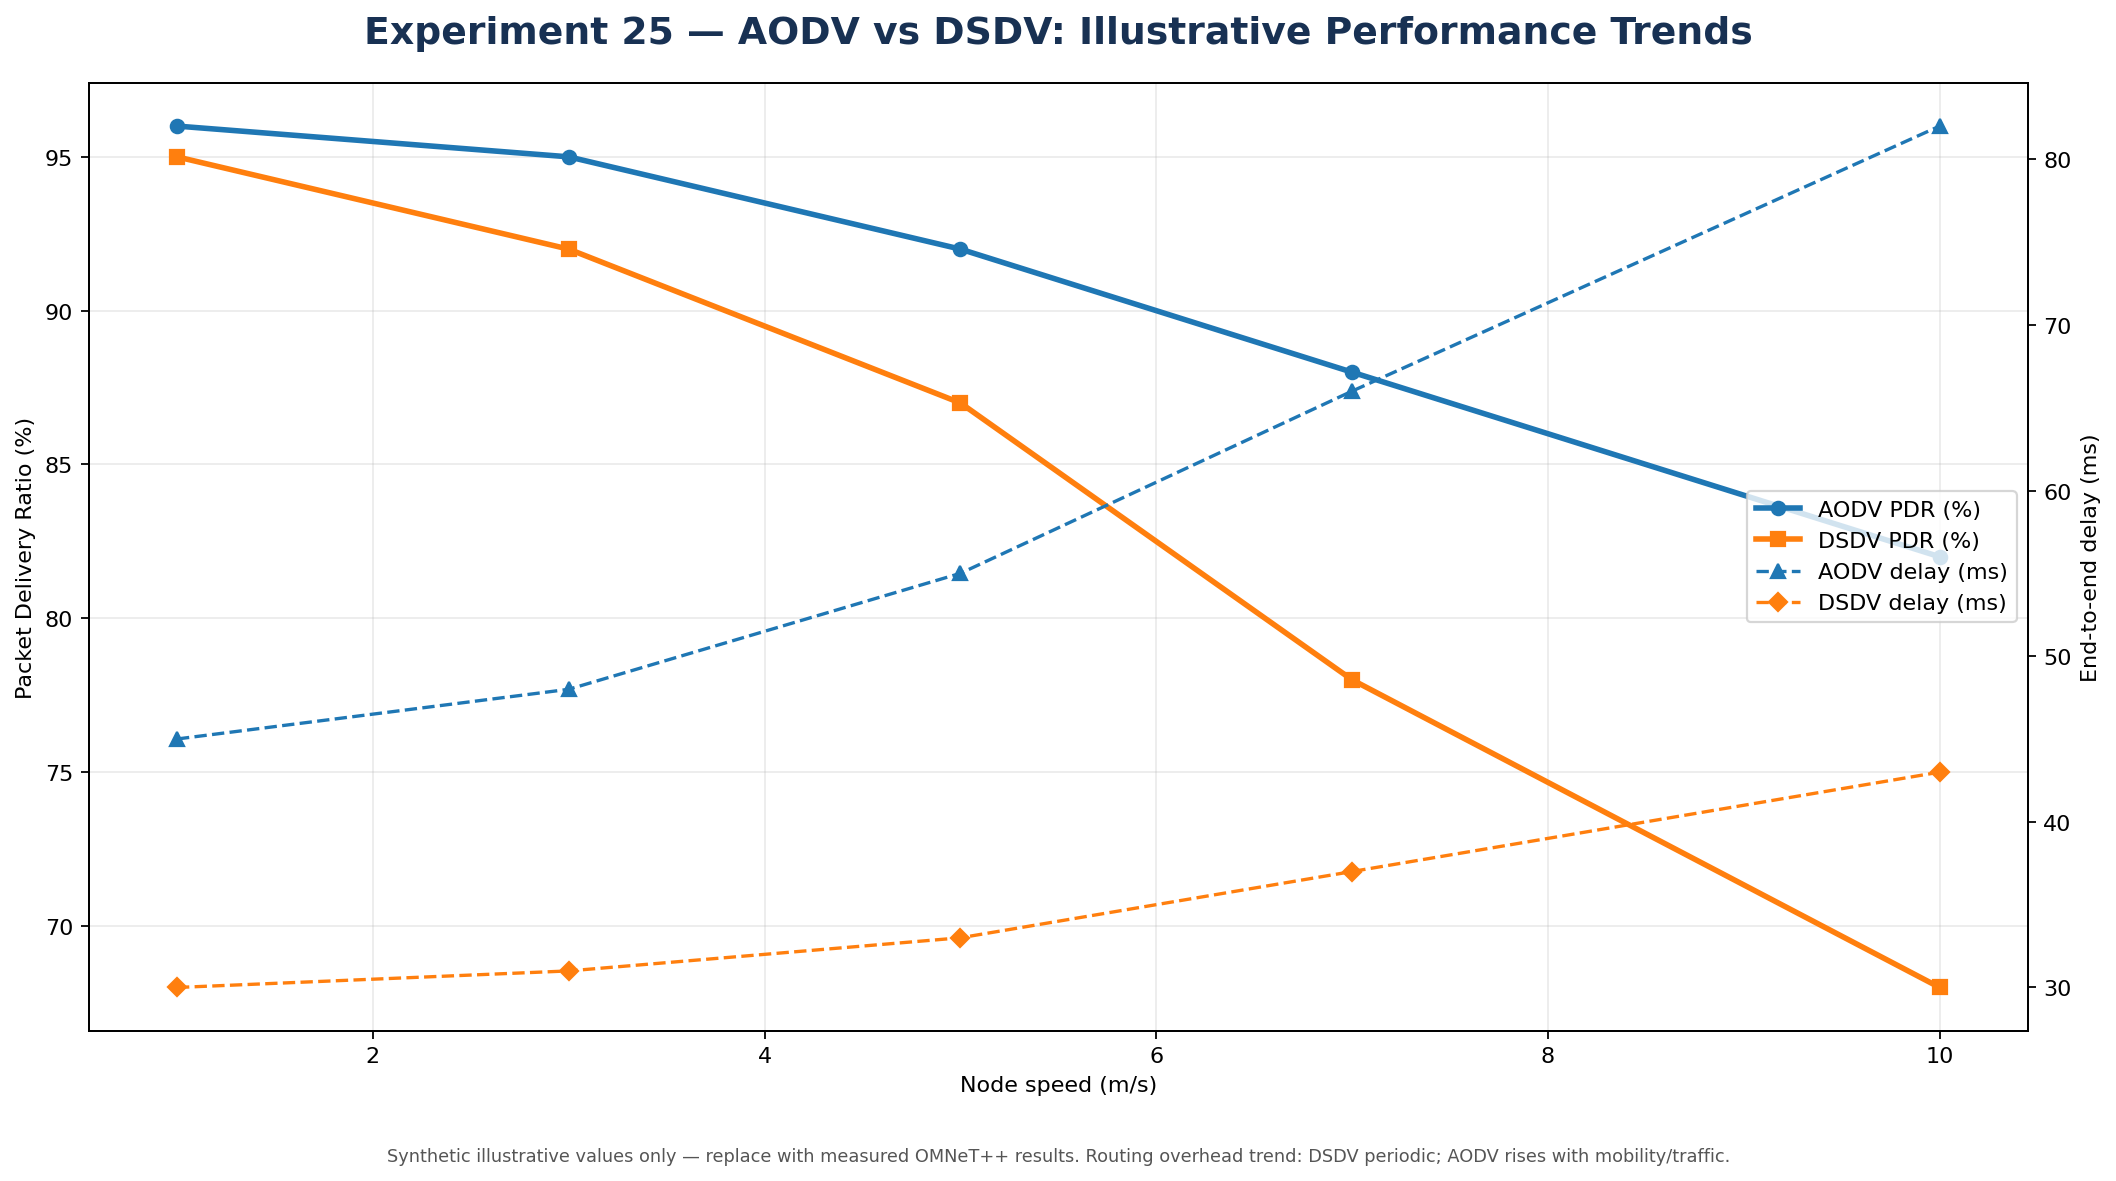 Experiment 25 — AODV vs DSDV: Illustrative Performance Trends
Packet Delivery Ratio (%)
95
90
85
80
75
70
80
70
60
50
40
30
End-to-end delay (ms)
AODV PDR (%)
DSDV PDR (%)
AODV delay (ms)
DSDV delay (ms)
2
4
6
8
10
Node speed (m/s)
Synthetic illustrative values only — replace with measured OMNeT++ results. Routing overhead trend: DSDV periodic; AODV rises with mobility/traffic.